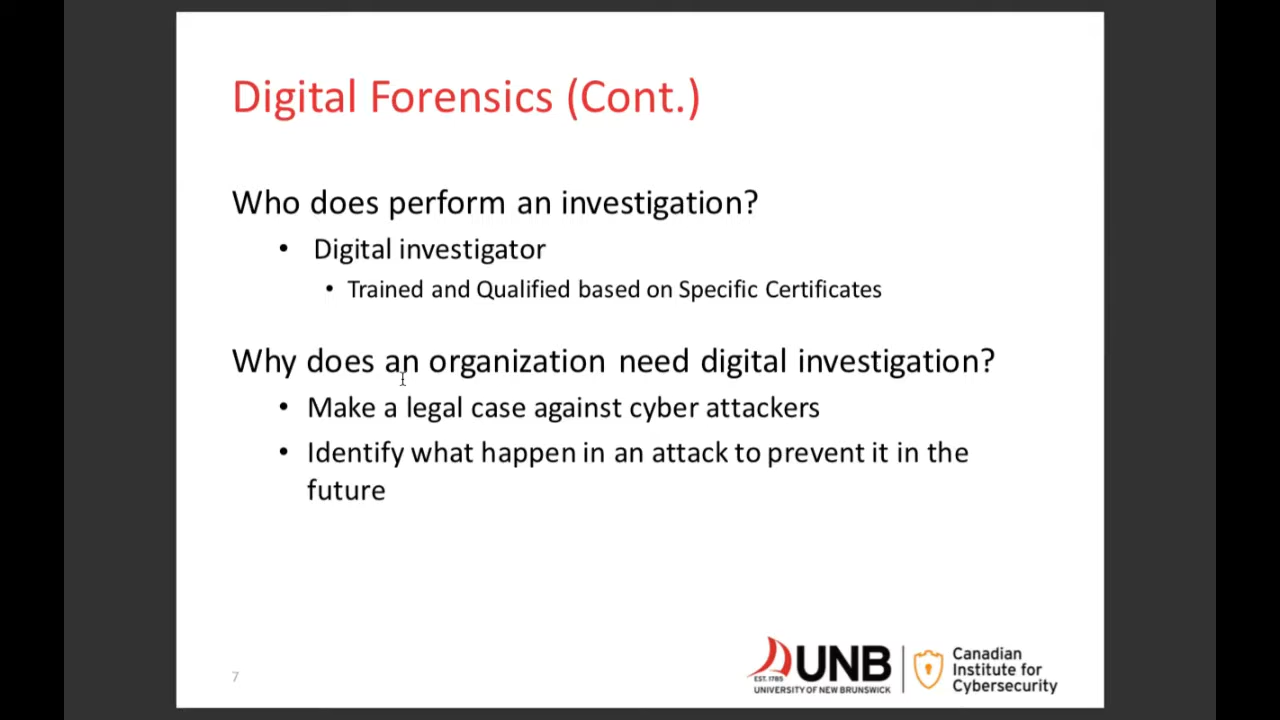 Digital Forensics (Cont.)
Who does perform an investigation?
• Digital investigator
• Trained and Qualified based on Specific Certificates
Why does an organization need digital investigation?
• Make a legal case against cyber attackers
• Identify what happen in an attack to prevent it in the
future
7
UNB
EST. 1785
UNIVERSITY OF NEW BRUNSWICK
Canadian
Institute for
Cybersecurity